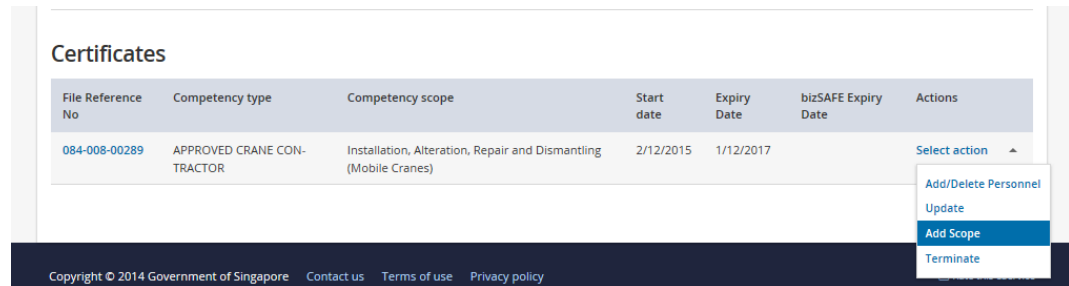 Certificates
File Reference No
Competency type
Competency scope
Start date
Expiry Date
bizSAFE Expiry Date
Actions
084-008-00289
APPROVED CRANE CON-
TRACTOR
Installation, Alteration, Repair and Dismantling
(Mobile Cranes)
2/12/2015
1/12/2017
Select action
Add/Delete Personnel
Update
Add Scope
Terminate
Copyright © 2014 Government of Singapore Contact us Terms of use Privacy policy